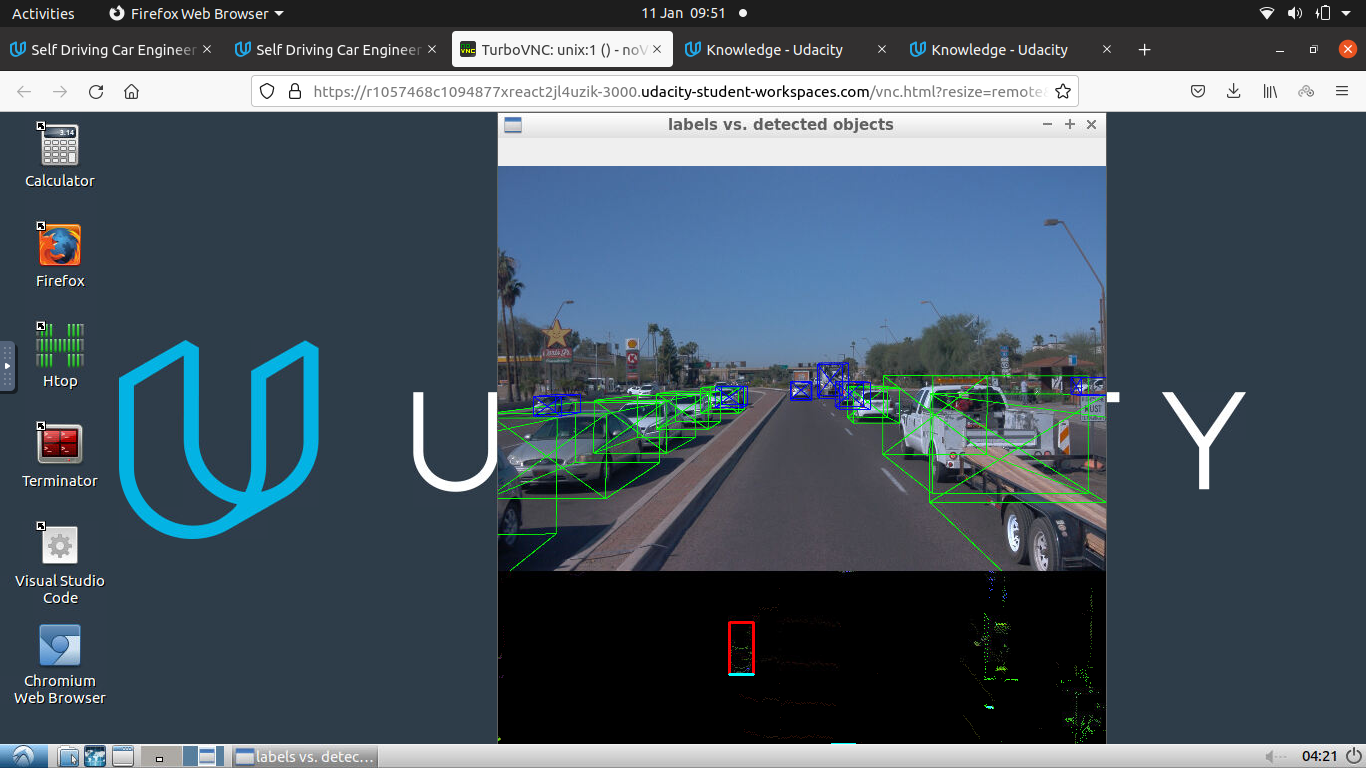 Activities
Firefox Web Browser
11 Jan 09:51
Self Driving Car Engineer
Self Driving Car Engineer
TurboVNC: unix:1 () - noV
Knowledge - Udacity
Knowledge - Udacity
https://r1057468c1094877xreact2jl4uzik-3000.udacity-student-workspaces.com/vnc.html?resize=remote
labels vs. detected objects
3.14
Calculator
Firefox
Htop
Terminator
Visual Studio
Code
Chromium
Web Browser
U
T Y
labels vs. detec...
04:21